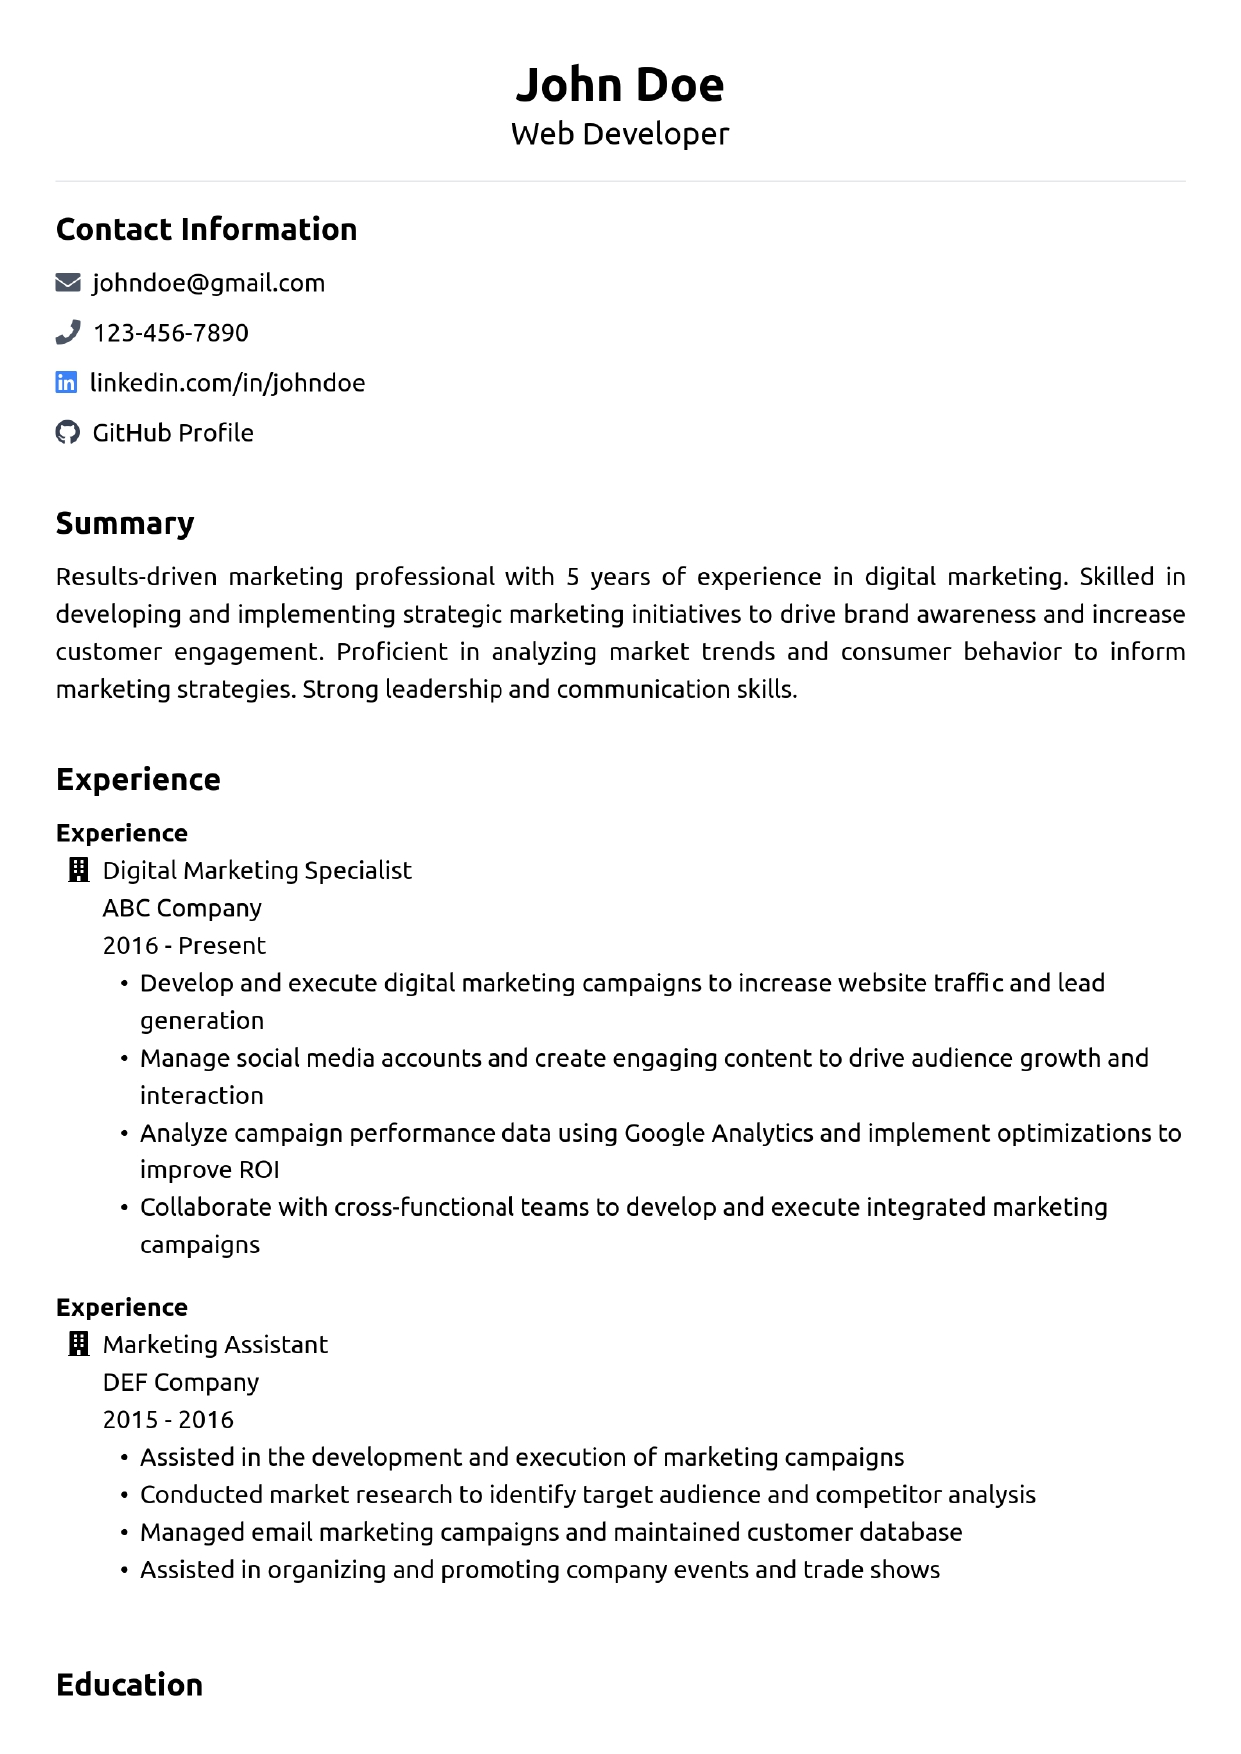 John Doe
Web Developer
Contact Information
johndoe@gmail.com
123-456-7890
linkedin.com/in/johndoe
GitHub Profile
Summary
Results-driven marketing professional with 5 years of experience in digital marketing. Skilled in
developing and implementing strategic marketing initiatives to drive brand awareness and increase
customer engagement. Proficient in analyzing market trends and consumer behavior to inform
marketing strategies. Strong leadership and communication skills.
Experience
Experience
Digital Marketing Specialist
ABC Company
2016 - Present
• Develop and execute digital marketing campaigns to increase website traffic and lead
generation
• Manage social media accounts and create engaging content to drive audience growth and
interaction
• Analyze campaign performance data using Google Analytics and implement optimizations to
improve ROI
• Collaborate with cross-functional teams to develop and execute integrated marketing
campaigns
Experience
Marketing Assistant
DEF Company
2015 - 2016
• Assisted in the development and execution of marketing campaigns
• Conducted market research to identify target audience and competitor analysis
• Managed email marketing campaigns and maintained customer database
• Assisted in organizing and promoting company events and trade shows
Education